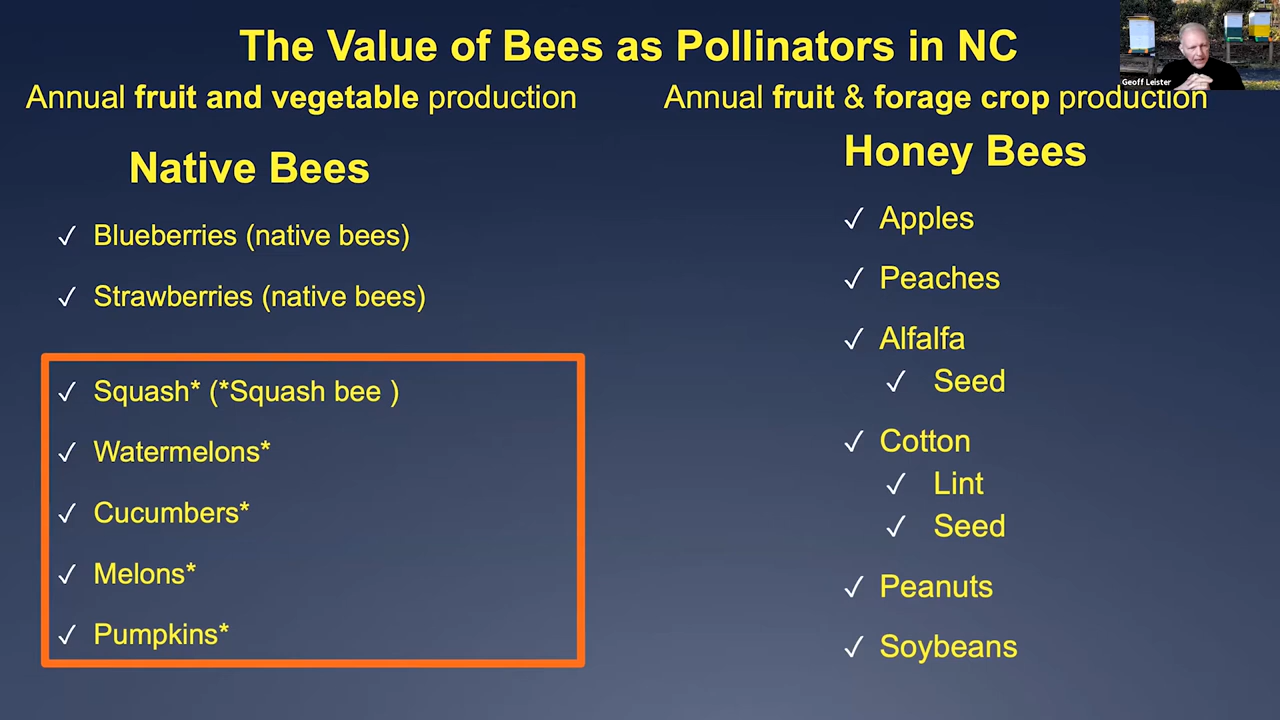 The Value of Bees as Pollinators in NC
Geoff Leister
Annual fruit and vegetable production
Native Bees
✓ Blueberries (native bees)
✓ Strawberries (native bees)
✓ Squash* (*Squash bee )
✓ Watermelons*
✓ Cucumbers*
✓ Melons*
✓ Pumpkins*
Annual fruit & forage crop production
Honey Bees
✓ Apples
✓ Peaches
✓ Alfalfa
✓ Seed
✓ Cotton
✓ Lint
✓ Seed
✓ Peanuts
✓ Soybeans